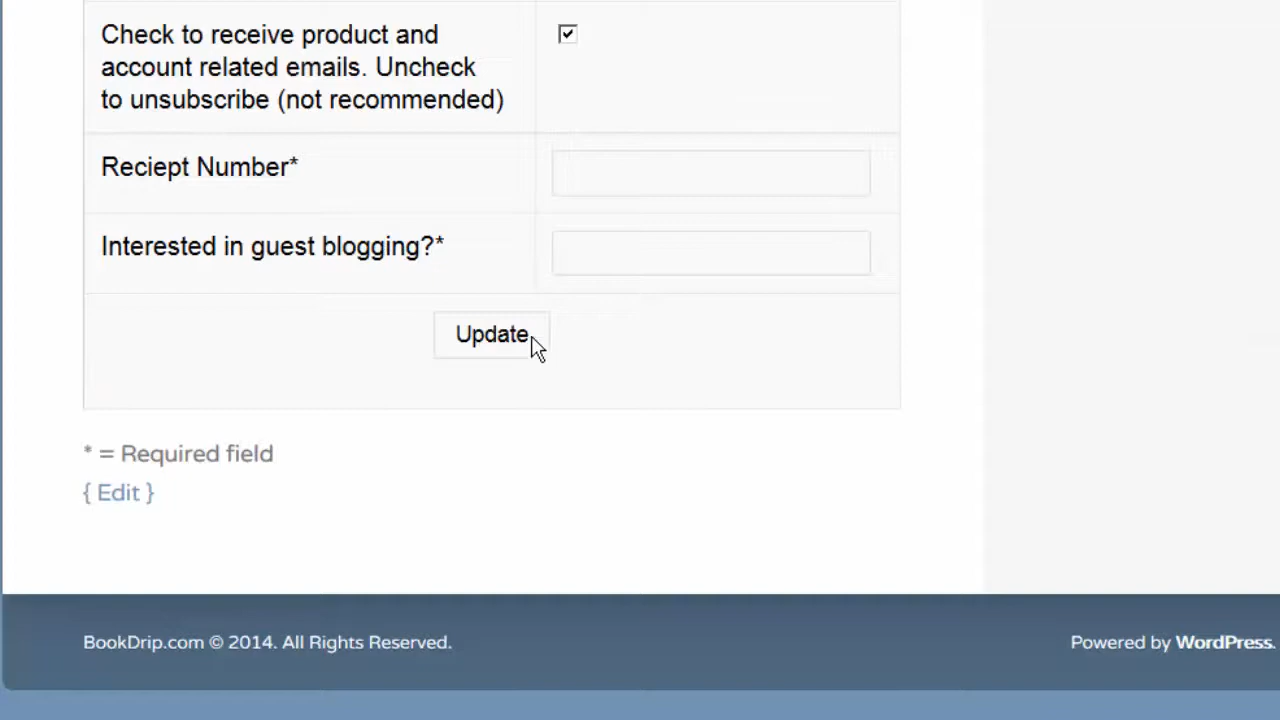 Check to receive product and
account related emails. Uncheck
to unsubscribe (not recommended)
Reciept Number*
Interested in guest blogging?*
Update
* = Required field
{ Edit }
BookDrip.com © 2014. All Rights Reserved.
Powered by WordPress.